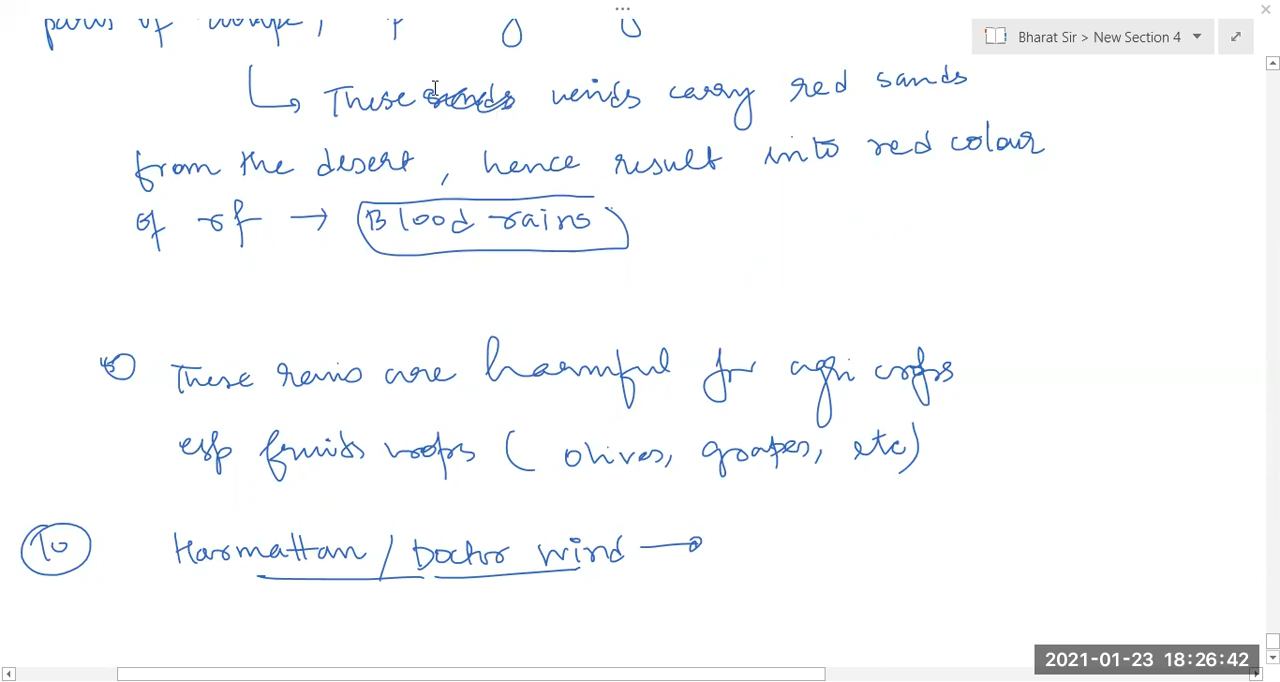 Bharat Sir > New Section 4
These winds carry red sands
from the desert, hence result into red colour
of rf → Blood rains
These rains are harmful for agri crops
esp fruits crops ( olives, grapes, etc)
10 Harmattan / Doctor wind →
2021-01-23 18:26:42